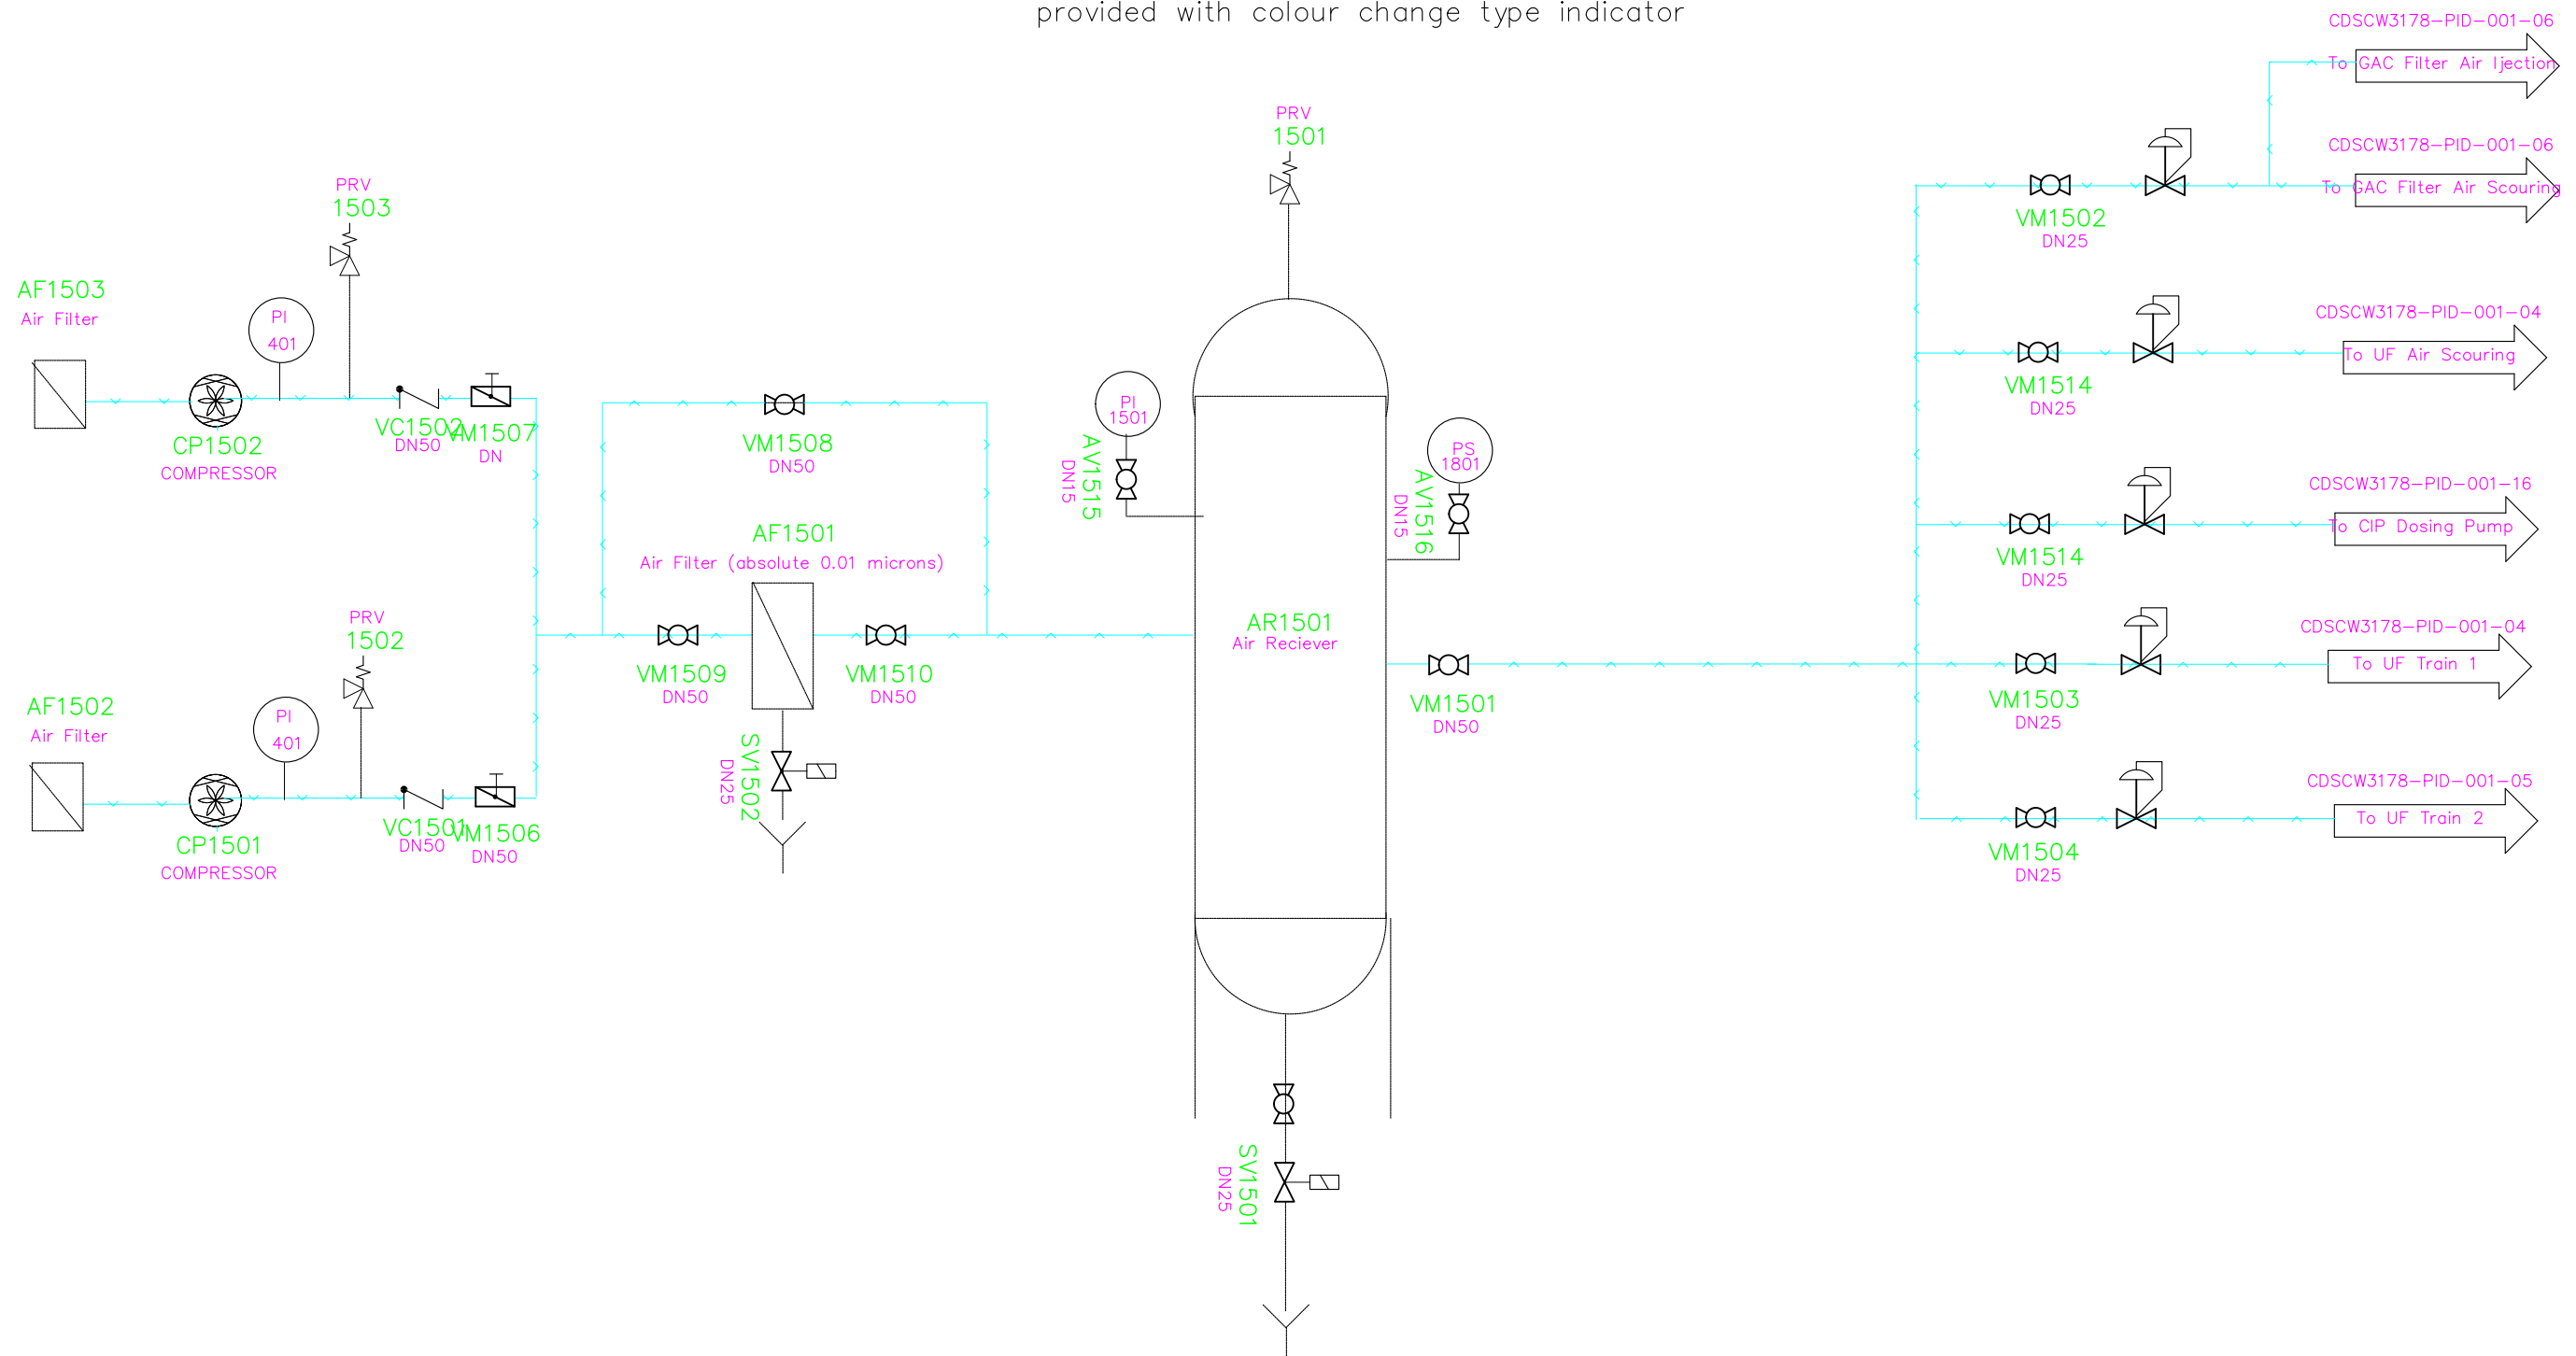 provided with colour change type indicator
CDSCW3178-PID-001-06
To GAC Filter Air Ijection
PRV
1501
CDSCW3178-PID-001-06
To GAC Filter Air Scouring
VM1502
DN25
PRV
1503
AF1503
Air Filter
PI
401
CP1502
COMPRESSOR
VC1502
DN50
VM1507
DN
VM1508
DN50
PI
1501
AV1515
DN15
PS
1801
AV1516
DN15
CDSCW3178-PID-001-04
To UF Air Scouring
VM1514
DN25
CDSCW3178-PID-001-16
To CIP Dosing Pump
VM1514
DN25
AF1501
Air Filter (absolute 0.01 microns)
VM1509
DN50
VM1510
DN50
AR1501
Air Reciever
VM1501
DN50
CDSCW3178-PID-001-04
To UF Train 1
VM1503
DN25
PRV
1502
AF1502
Air Filter
PI
401
CP1501
COMPRESSOR
VC1501
DN50
VM1506
DN50
SV1502
DN25
CDSCW3178-PID-001-05
To UF Train 2
VM1504
DN25
SV1501
DN25